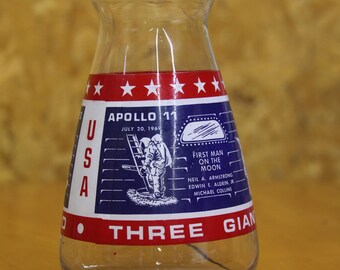 USA
APOLLO 11
JULY 20, 1969
FIRST MAN
ON THE
MOON
NEIL A. ARMSTRONG
EDWIN E. ALDRIN, JR.
MICHAEL COLLINS
THREE GIAN